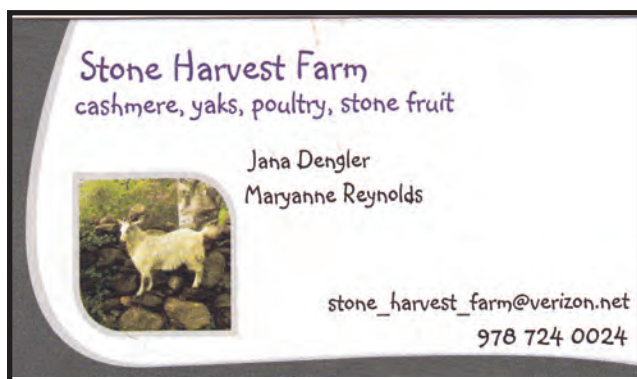 Stone Harvest Farm
cashmere, yaks, poultry, stone fruit
Jana Dengler
Maryanne Reynolds
stone_harvest_farm@verizon.net
978 724 0024